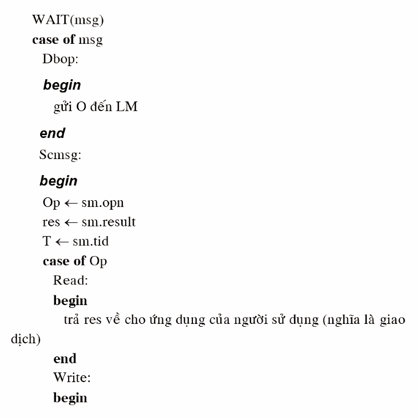 WAIT(msg)
case of msg
Dbop:
begin
gửi O đến LM
end
Scmsg:
begin
Op ← sm.opn
res ← sm.result
T ← sm.tid
case of Op
Read:
begin
trả res về cho ứng dụng của người sử dụng (nghĩa là giao
dịch)
end
Write:
begin